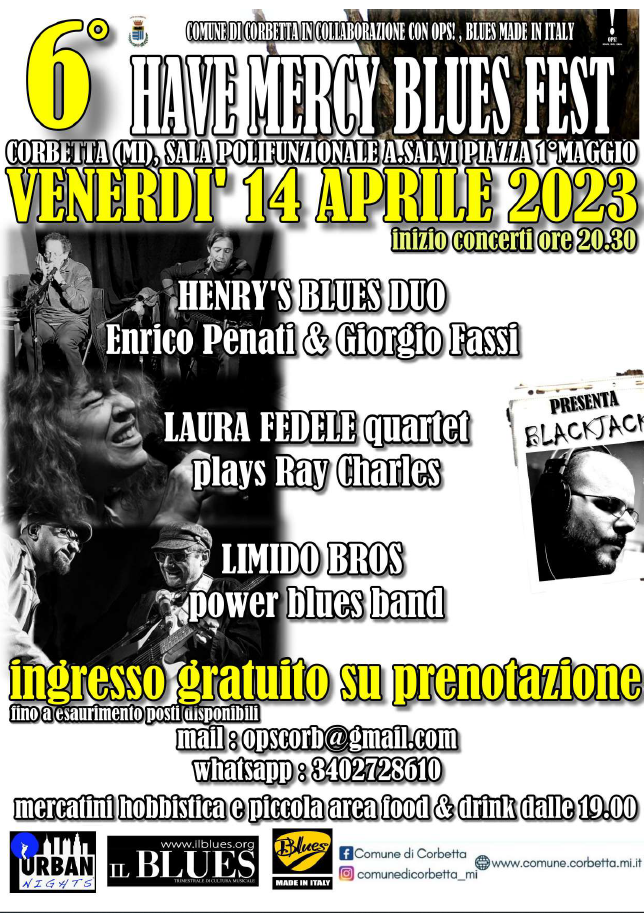 6°
COMUNE DI CORBETTA IN COLLABORAZIONE CON OPS! , BLUES MADE IN ITALY
OPS!
HAVE MERCY BLUES FEST
CORBETTA (MI), SALA POLIFUNZIONALE A.SALVI PIAZZA 1°MAGGIO
VENERDI' 14 APRILE 2023
inizio concerti ore 20.30
HENRY'S BLUES DUO
Enrico Penati & Giorgio Fassi
PRESENTA
BLACKJACK
LAURA FEDELE quartet
plays Ray Charles
LIMIDO BROS
power blues band
ingresso gratuito su prenotazione
fino a esaurimento posti disponibili
mail : opscorb@gmail.com
whatsapp : 3402728610
mercatini hobbistica e piccola area food & drink dalle 19.00
URBAN
NIGHTS
www.ilblues.org
IL BLUES
TRIMESTRALE DI CULTURA MUSICALE
Blues
MADE IN ITALY
Comune di Corbetta
comunedicorbetta_mi
www.comune.corbetta.mi.it